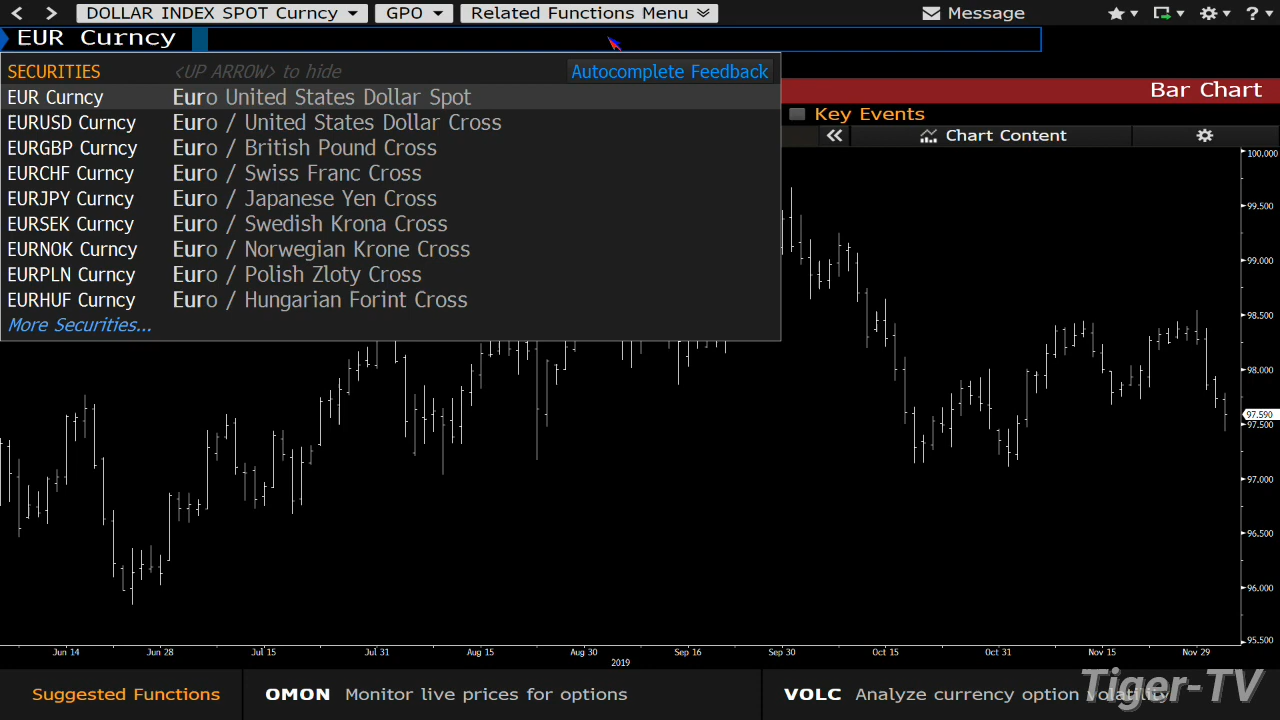 DOLLAR INDEX SPOT Curncy GPO Related Functions Menu Message ?
EUR Curncy
SECURITIES <UP ARROW> to hide Autocomplete Feedback
EUR Curncy Euro United States Dollar Spot
EURUSD Curncy Euro / United States Dollar Cross
EURGBP Curncy Euro / British Pound Cross
EURCHF Curncy Euro / Swiss Franc Cross
EURJPY Curncy Euro / Japanese Yen Cross
EURSEK Curncy Euro / Swedish Krona Cross
EURNOK Curncy Euro / Norwegian Krone Cross
EURPLN Curncy Euro / Polish Zloty Cross
EURHUF Curncy Euro / Hungarian Forint Cross
More Securities...
Bar Chart
Key Events
Chart Content
100.000
99.500
99.000
98.500
98.000
97.590
97.500
97.000
96.500
96.000
95.500
Jun 14 Jun 28 Jul 15 Jul 31 Aug 15 Aug 30 Sep 16 Sep 30 Oct 15 Oct 31 Nov 15 Nov 29
2019
Suggested Functions OMON Monitor live prices for options VOLC Analyze currency option volatility
Tiger-TV